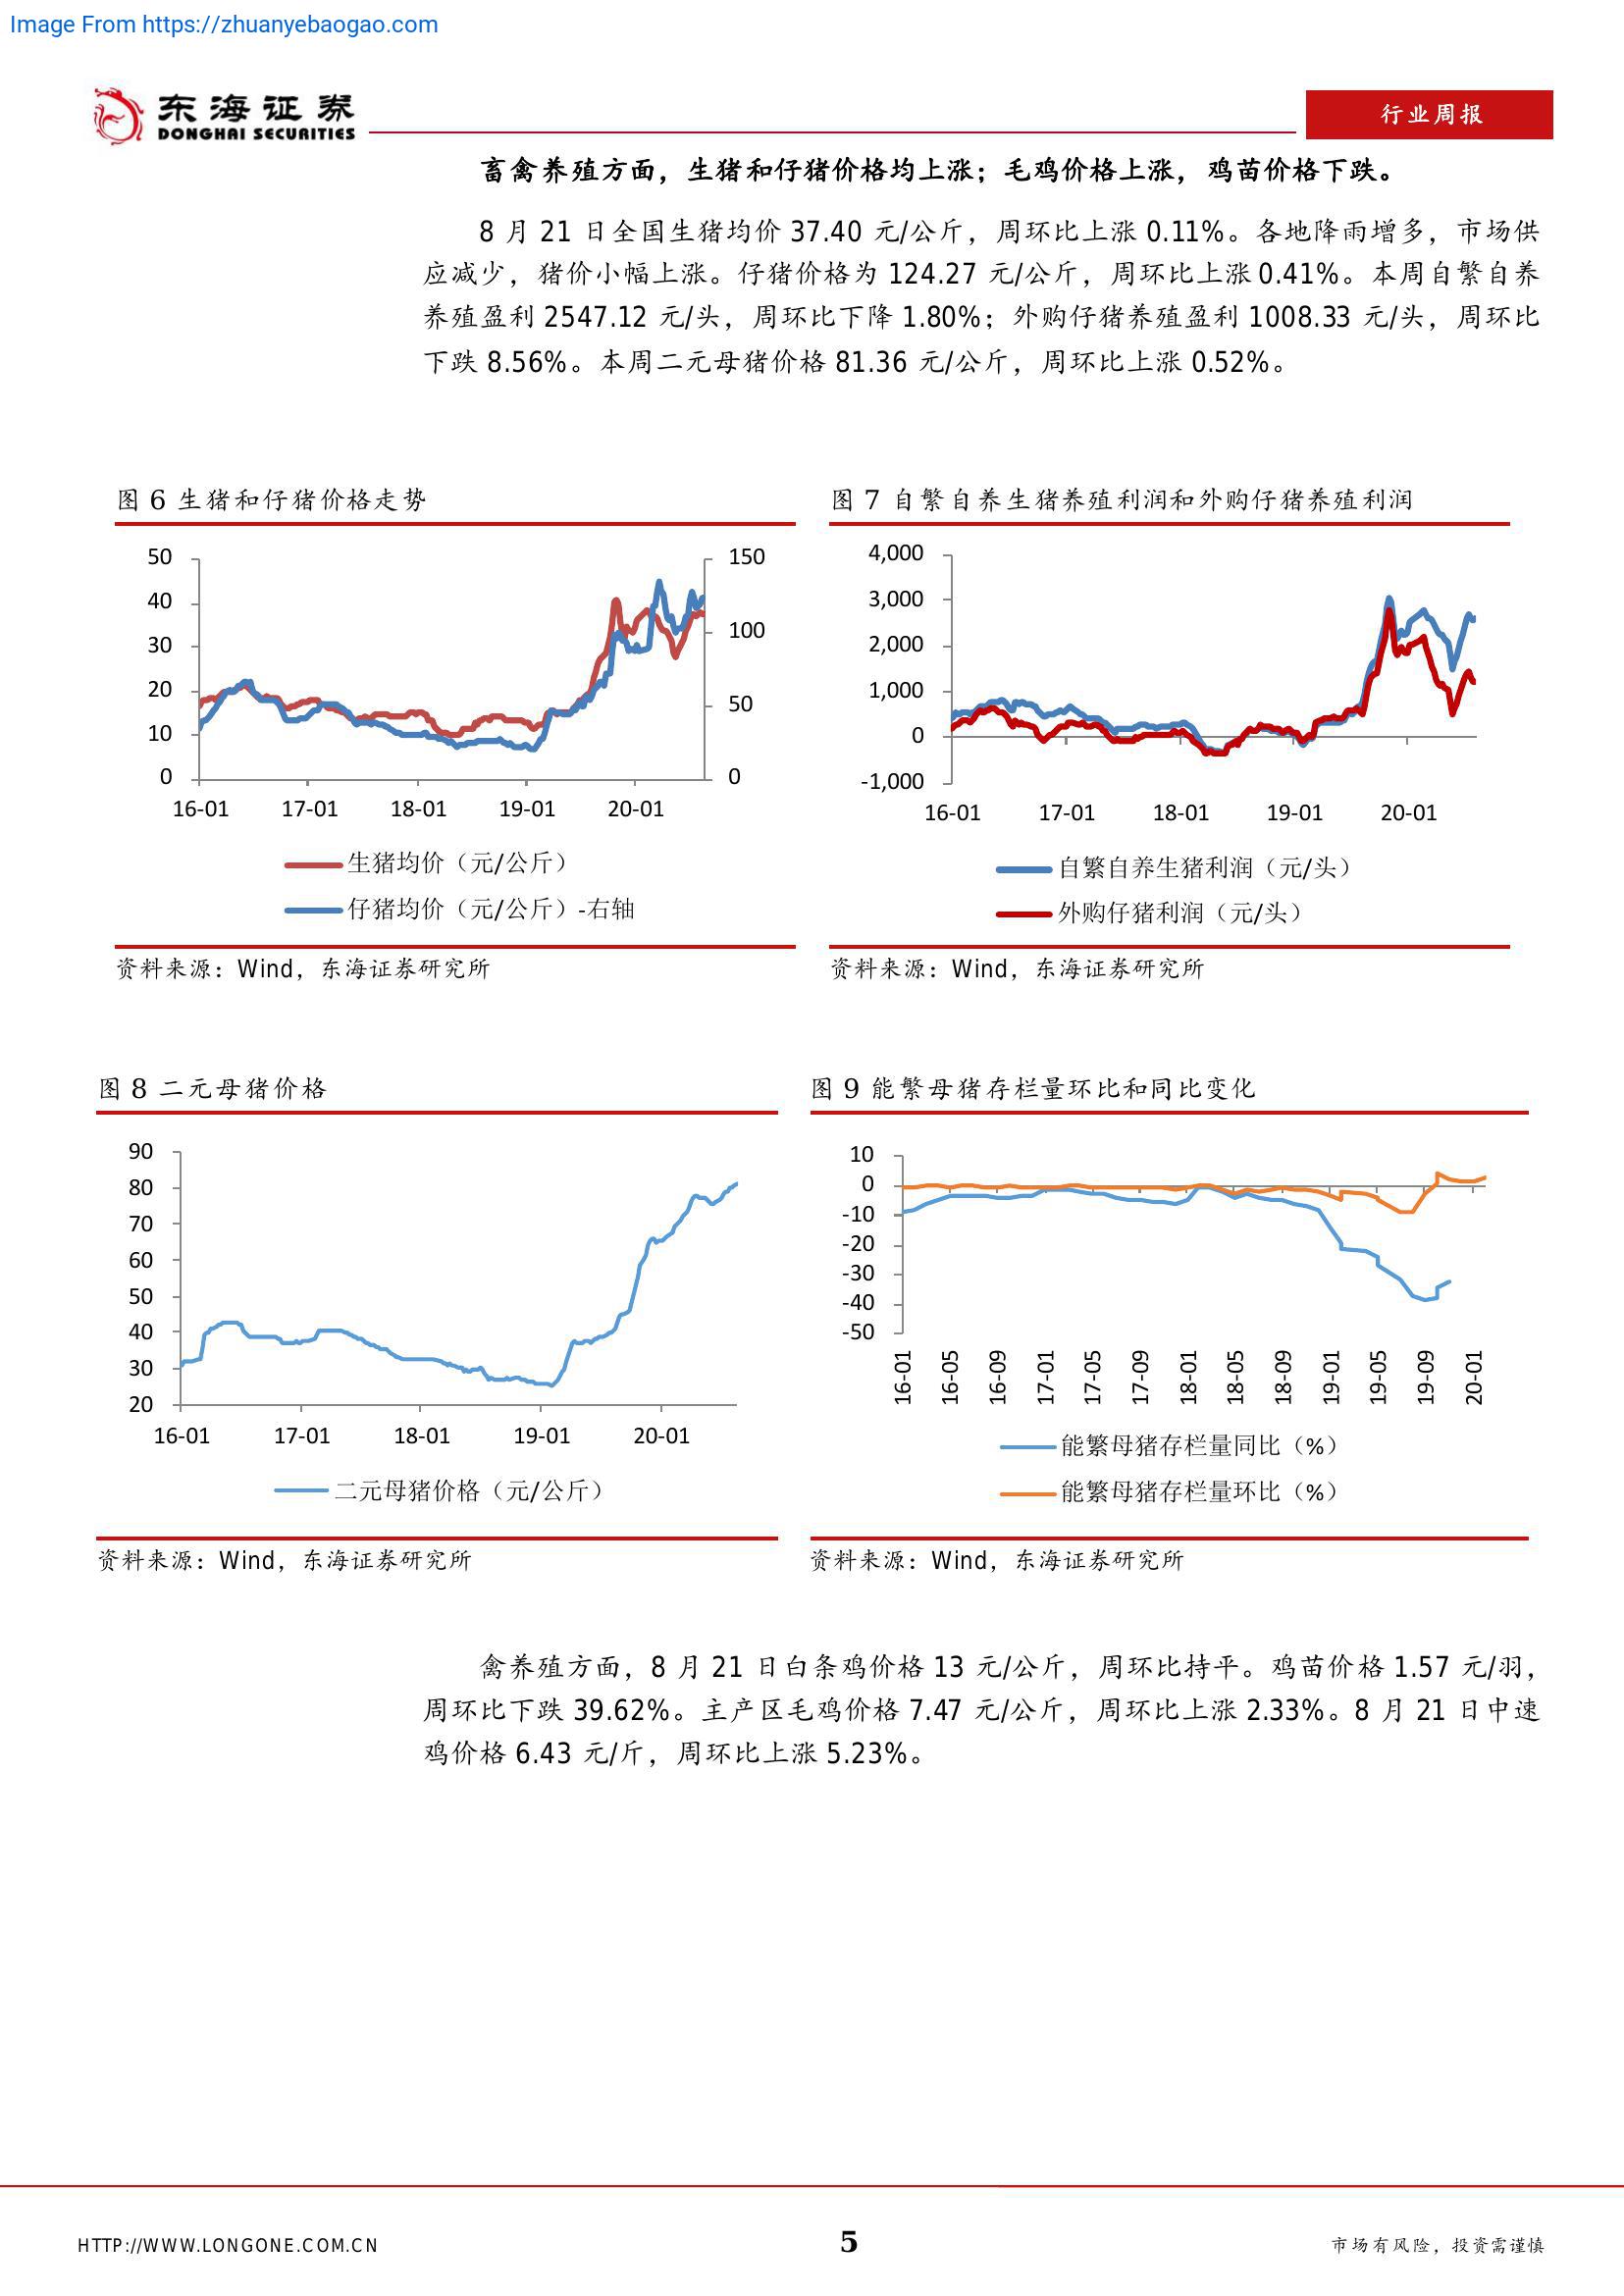 Image From https://zhuanyebaogao.com
东海证券
DONGHAI SECURITIES
行业周报
畜禽养殖方面，生猪和仔猪价格均上涨；毛鸡价格上涨，鸡苗价格下跌。
8 月 21 日全国生猪均价 37.40 元/公斤，周环比上涨 0.11%。各地降雨增多，市场供
应减少，猪价小幅上涨。仔猪价格为 124.27 元/公斤，周环比上涨 0.41%。本周自繁自养
养殖盈利 2547.12 元/头，周环比下降 1.80%；外购仔猪养殖盈利 1008.33 元/头，周环比
下跌 8.56%。本周二元母猪价格 81.36 元/公斤，周环比上涨 0.52%。
图 6 生猪和仔猪价格走势
50
40
30
20
10
0
150
100
50
0
16-01 17-01 18-01 19-01 20-01
生猪均价（元/公斤）
仔猪均价（元/公斤）-右轴
资料来源：Wind，东海证券研究所
图 7 自繁自养生猪养殖利润和外购仔猪养殖利润
4,000
3,000
2,000
1,000
0
-1,000
16-01 17-01 18-01 19-01 20-01
自繁自养生猪利润（元/头）
外购仔猪利润（元/头）
资料来源：Wind，东海证券研究所
图 8 二元母猪价格
90
80
70
60
50
40
30
20
16-01 17-01 18-01 19-01 20-01
二元母猪价格（元/公斤）
资料来源：Wind，东海证券研究所
图 9 能繁母猪存栏量环比和同比变化
10
0
-10
-20
-30
-40
-50
16-01 16-05 16-09 17-01 17-05 17-09 18-01 18-05 18-09 19-01 19-05 19-09 20-01
能繁母猪存栏量同比（%）
能繁母猪存栏量环比（%）
资料来源：Wind，东海证券研究所
禽养殖方面，8 月 21 日白条鸡价格 13 元/公斤，周环比持平。鸡苗价格 1.57 元/羽，
周环比下跌 39.62%。主产区毛鸡价格 7.47 元/公斤，周环比上涨 2.33%。8 月 21 日中速
鸡价格 6.43 元/斤，周环比上涨 5.23%。
HTTP://WWW.LONGONE.COM.CN
5
市场有风险，投资需谨慎